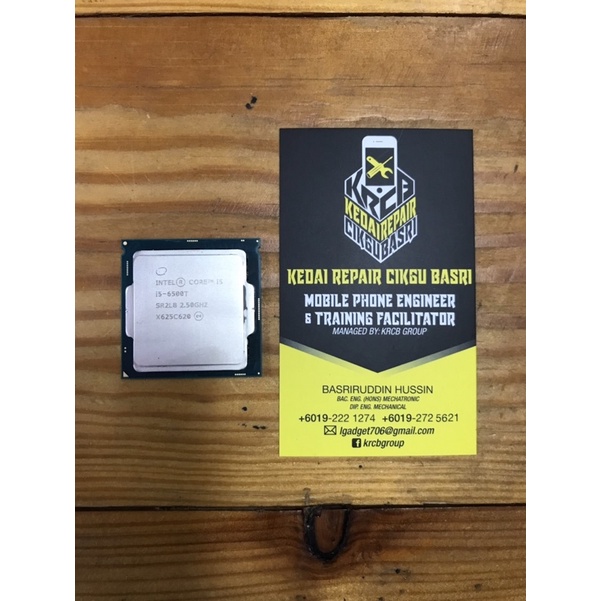 INTEL® CORE™ i5
i5-6500T
SR2L8 2.50GHZ
X625C620
KRCB
KEDAI REPAIR
CIKGU BASRI
KEDAI REPAIR CIKGU BASRI
MOBILE PHONE ENGINEER
& TRAINING FACILITATOR
MANAGED BY: KRCB GROUP
BASRIRUDDIN HUSSIN
BAC. ENG. (HONS) MECHATRONIC
DIP. ENG. MECHANICAL
+6019-222 1274 +6019-272 5621
lgadget706@gmail.com
krcbgroup